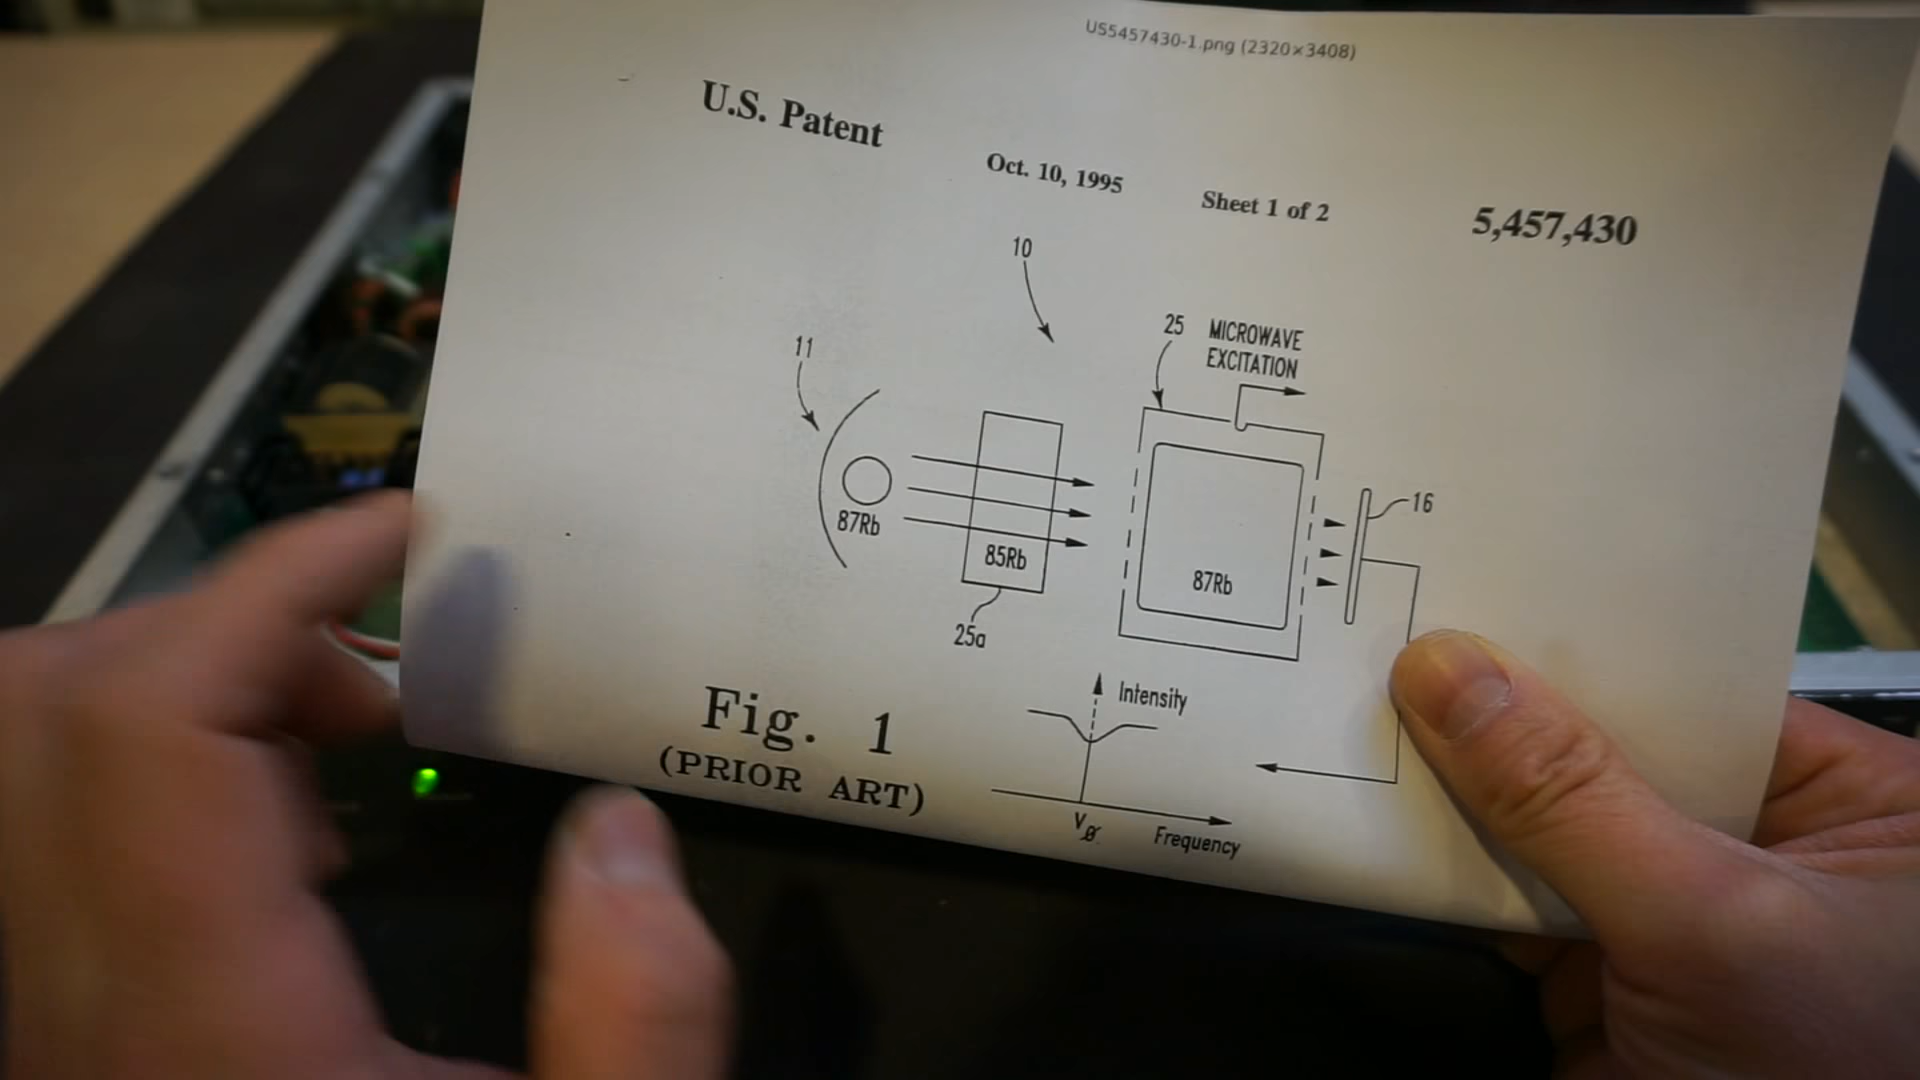 US5457430-1.png (2320×3408)
U.S. Patent
Oct. 10, 1995
Sheet 1 of 2
5,457,430
10
11
25 MICROWAVE
EXCITATION
16
87Rb
85Rb
87Rb
25a
Intensity
Fig. 1
(PRIOR ART)
Vø
Frequency